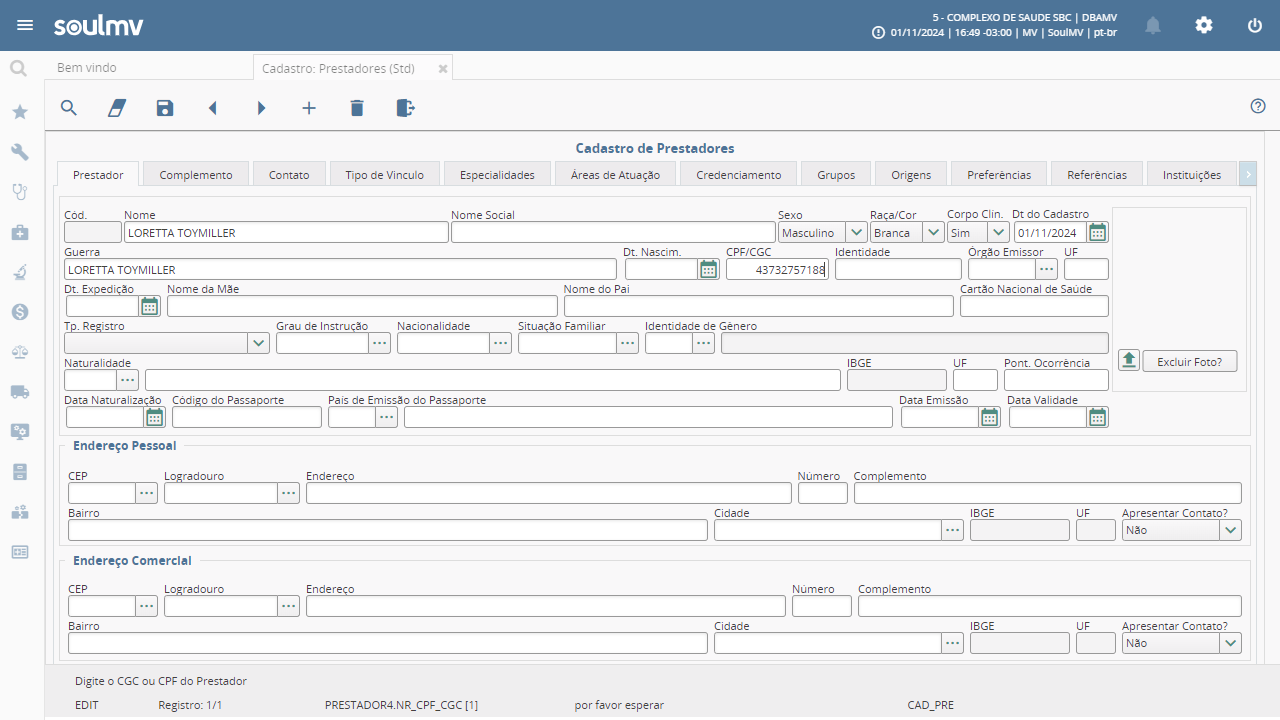 soulmv
5 - COMPLEXO DE SAUDE SBC | DBAMV
01/11/2024 | 16:49 -03:00 | MV | SoulMV | pt-br
Bem vindo
Cadastro: Prestadores (Std)
Cadastro de Prestadores
Prestador Complemento Contato Tipo de Vinculo Especialidades Áreas de Atuação Credenciamento Grupos Origens Preferências Referências Instituições
Cód. Nome Nome Social Sexo Raça/Cor Corpo Clin. Dt do Cadastro
LORETTA TOYMILLER Masculino Branca Sim 01/11/2024
Guerra Dt. Nascim. CPF/CGC Identidade Órgão Emissor UF
LORETTA TOYMILLER 43732757188
Dt. Expedição Nome da Mãe Nome do Pai Cartão Nacional de Saúde
Tp. Registro Grau de Instrução Nacionalidade Situação Familiar Identidade de Gênero
Naturalidade IBGE UF Pont. Ocorrência
Excluir Foto?
Data Naturalização Código do Passaporte Pais de Emissão do Passaporte Data Emissão Data Validade
Endereço Pessoal
CEP Logradouro Endereço Número Complemento
Bairro Cidade IBGE UF Apresentar Contato?
Não
Endereço Comercial
CEP Logradouro Endereço Número Complemento
Bairro Cidade IBGE UF Apresentar Contato?
Não
Digite o CGC ou CPF do Prestador
EDIT Registro: 1/1 PRESTADOR4.NR_CPF_CGC [1] por favor esperar CAD_PRE